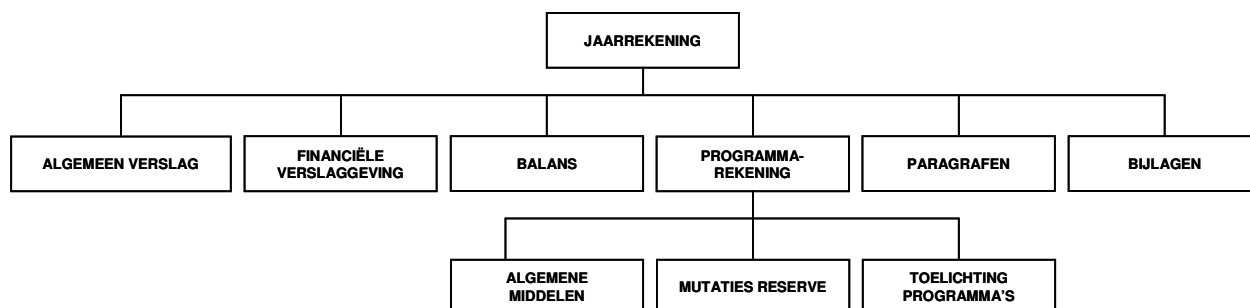 JAARREKENING
ALGEMEEN VERSLAG
FINANCIËLE
VERSLAGGEVING
BALANS
PROGRAMMA-
REKENING
PARAGRAFEN
BIJLAGEN
ALGEMENE
MIDDELEN
MUTATIES RESERVE
TOELICHTING
PROGRAMMA'S